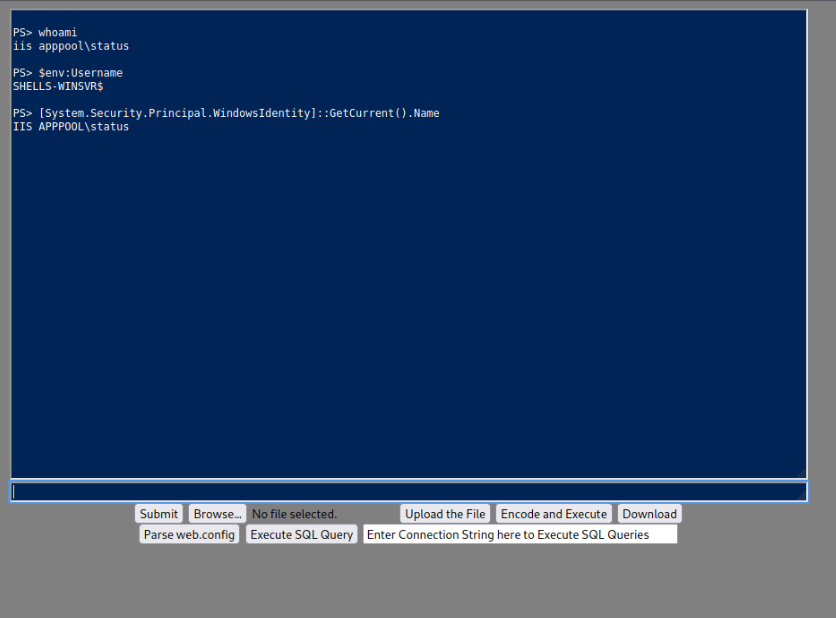 PS> whoami
iis apppool\status
PS> $env:Username
SHELLS-WINSVR$
PS> [System.Security.Principal.WindowsIdentity]::GetCurrent().Name
IIS APPPOOL\status
Submit Browse... No file selected. Upload the File Encode and Execute Download
Parse web.config Execute SQL Query Enter Connection String here to Execute SQL Queries